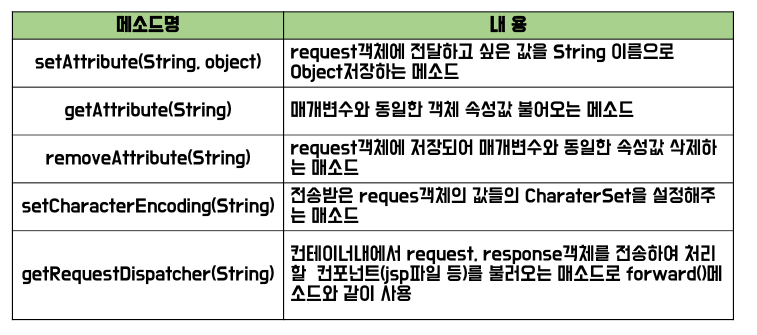 메소드명
내 용
setAttribute(String, object)
request객체에 전달하고 싶은 값을 String 이름으로
Object저장하는 메소드
getAttribute(String)
매개변수와 동일한 객체 속성값 불어오는 메소드
removeAttribute(String)
request객체에 저장되어 매개변수와 동일한 속성값 삭제하
는 매소드
setCharacterEncoding(String)
전송받은 reques객체의 값들의 CharaterSet을 설정해주
는 매소드
getRequestDispatcher(String)
컨테이너내에서 request, response객체를 전송하여 처리
할 컨포넌트(jsp파일 등)를 불러오는 매소드로 forward()메
소드와 같이 사용